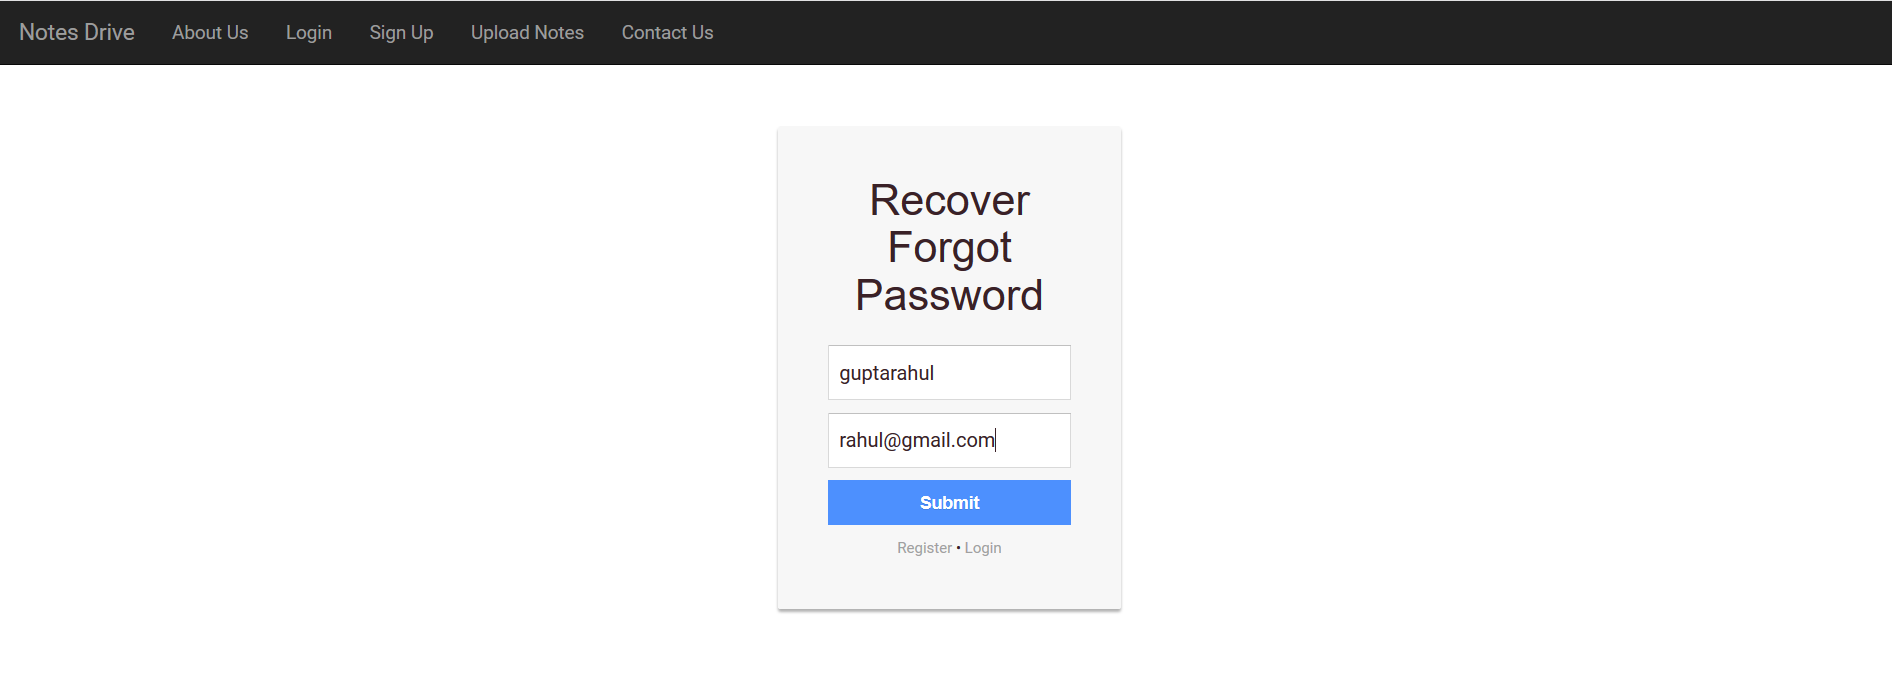 Notes Drive About Us Login Sign Up Upload Notes Contact Us
Recover
Forgot
Password
guptarahul
rahul@gmail.com
Submit
Register • Login